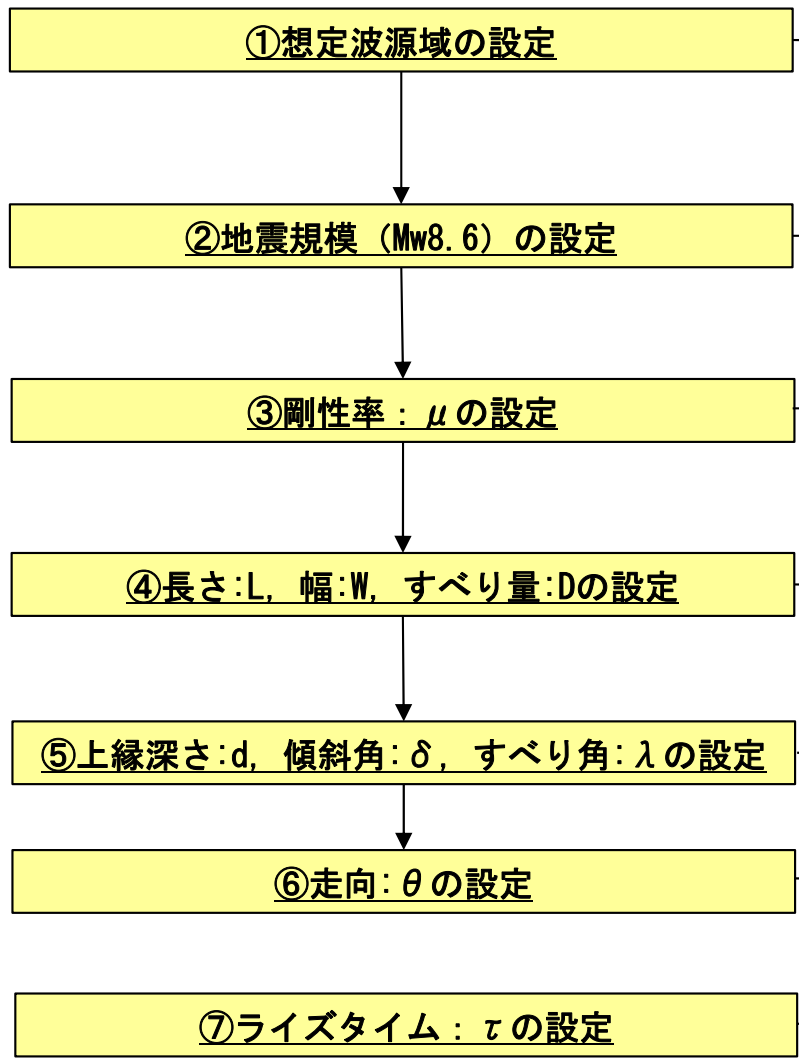 ①想定波源域の設定
②地震規模（Mw8.6）の設定
③剛性率：μの設定
④長さ:L, 幅:W, すべり量:Dの設定
⑤上縁深さ:d, 傾斜角:δ, すべり角:λの設定
⑥走向:θの設定
⑦ライズタイム：τの設定